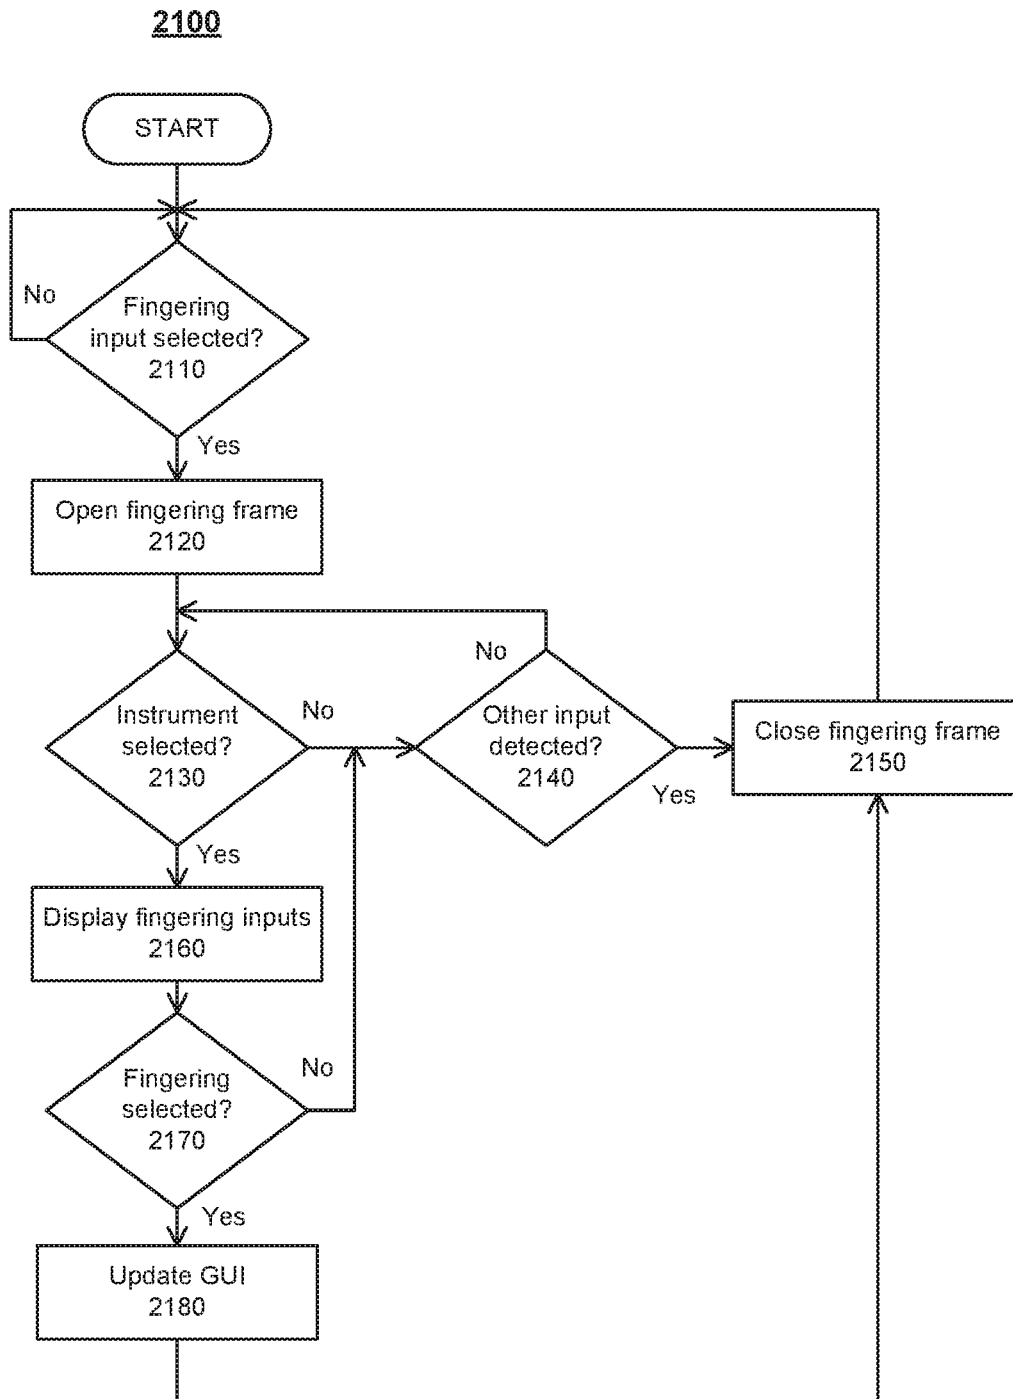 2100
START
No
Fingering
input selected?
2110
Yes
Open fingering frame
2120
No
Instrument
selected?
2130
No
Other input
detected?
2140
Yes
Close fingering frame
2150
Yes
Display fingering inputs
2160
Fingering
selected?
2170
No
Yes
Update GUI
2180